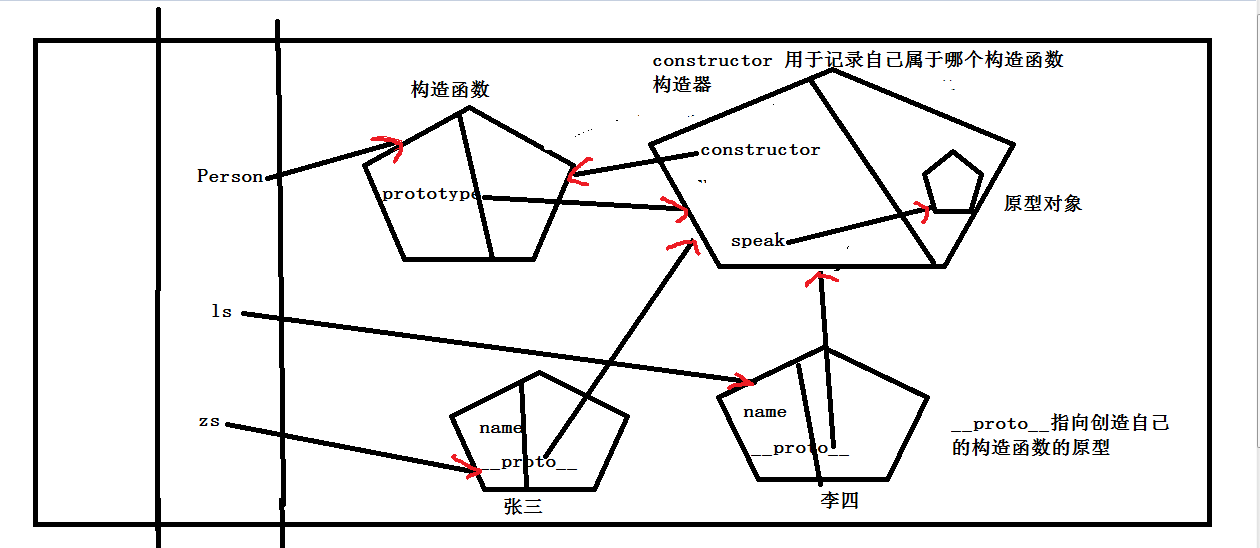 constructor 用于记录自己属于哪个构造函数
构造器
构造函数
constructor
Person
prototype
原型对象
speak
ls
name
name
zs
__proto__指向创造自己
的构造函数的原型
__proto__
__proto__
张三
李四